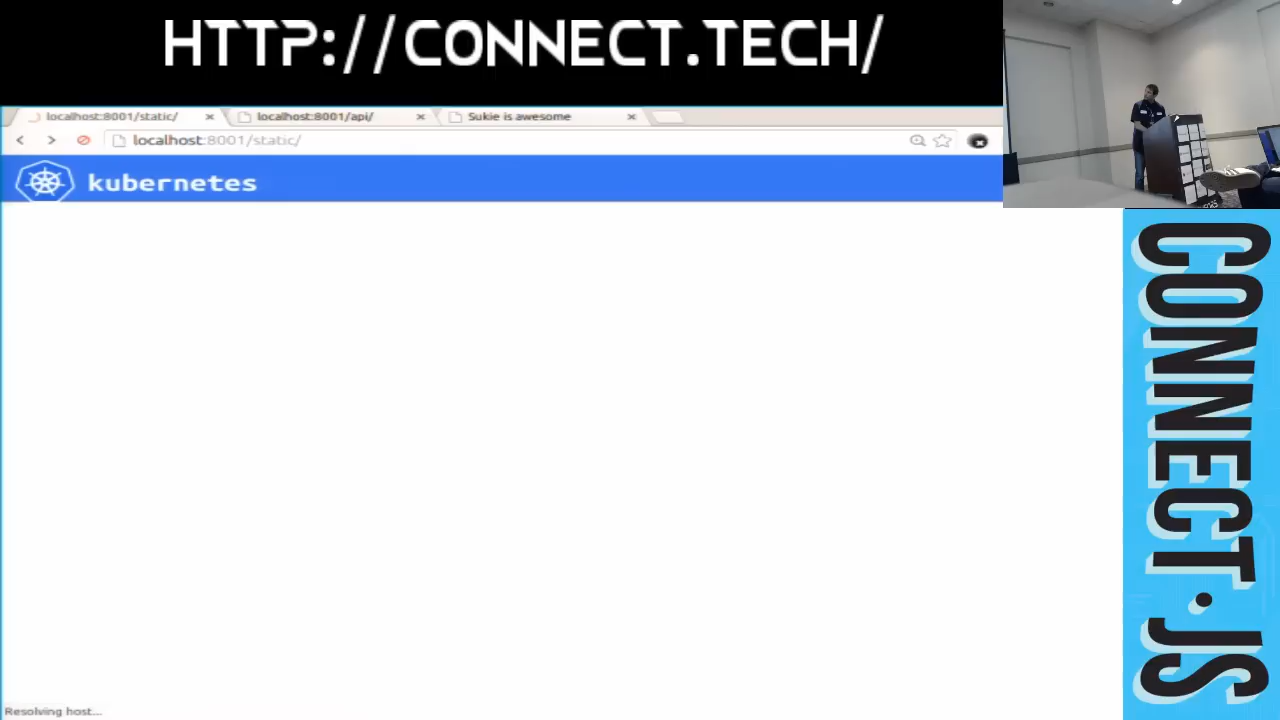 HTTP://CONNECT.TECH/
localhost:8001/static/
localhost:8001/api/
Sukie is awesome
localhost:8001/static/
kubernetes
CONNECT.JS
Resolving host...